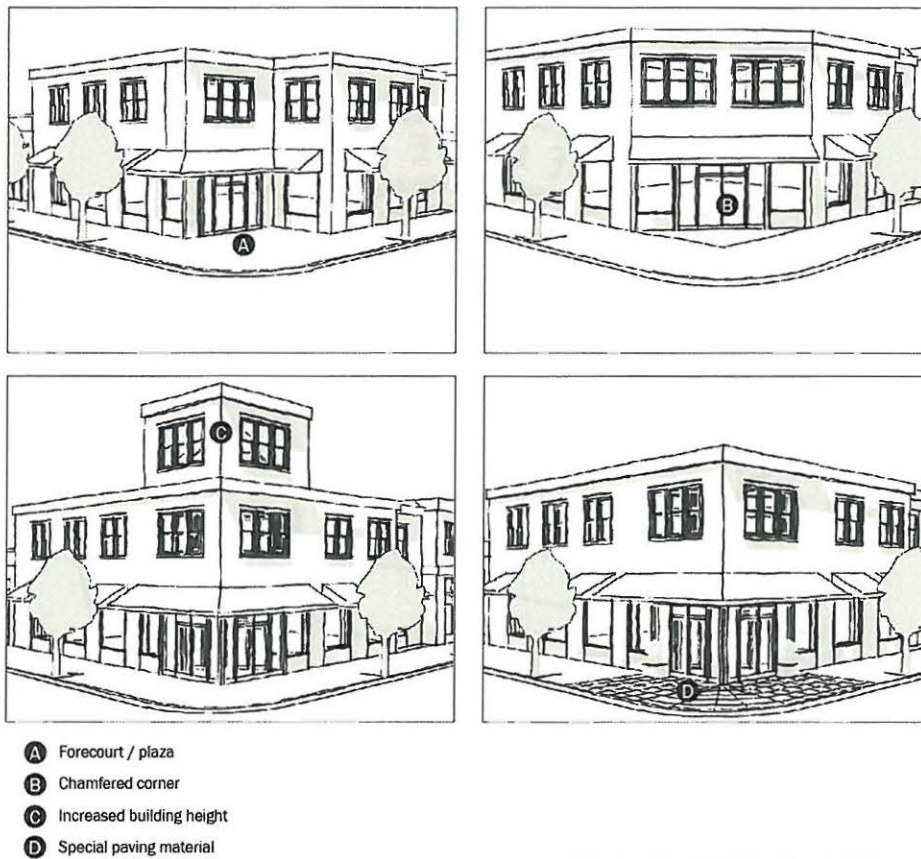 A
B
C
D
A Forecourt / plaza
B Chamfered corner
C Increased building height
D Special paving material